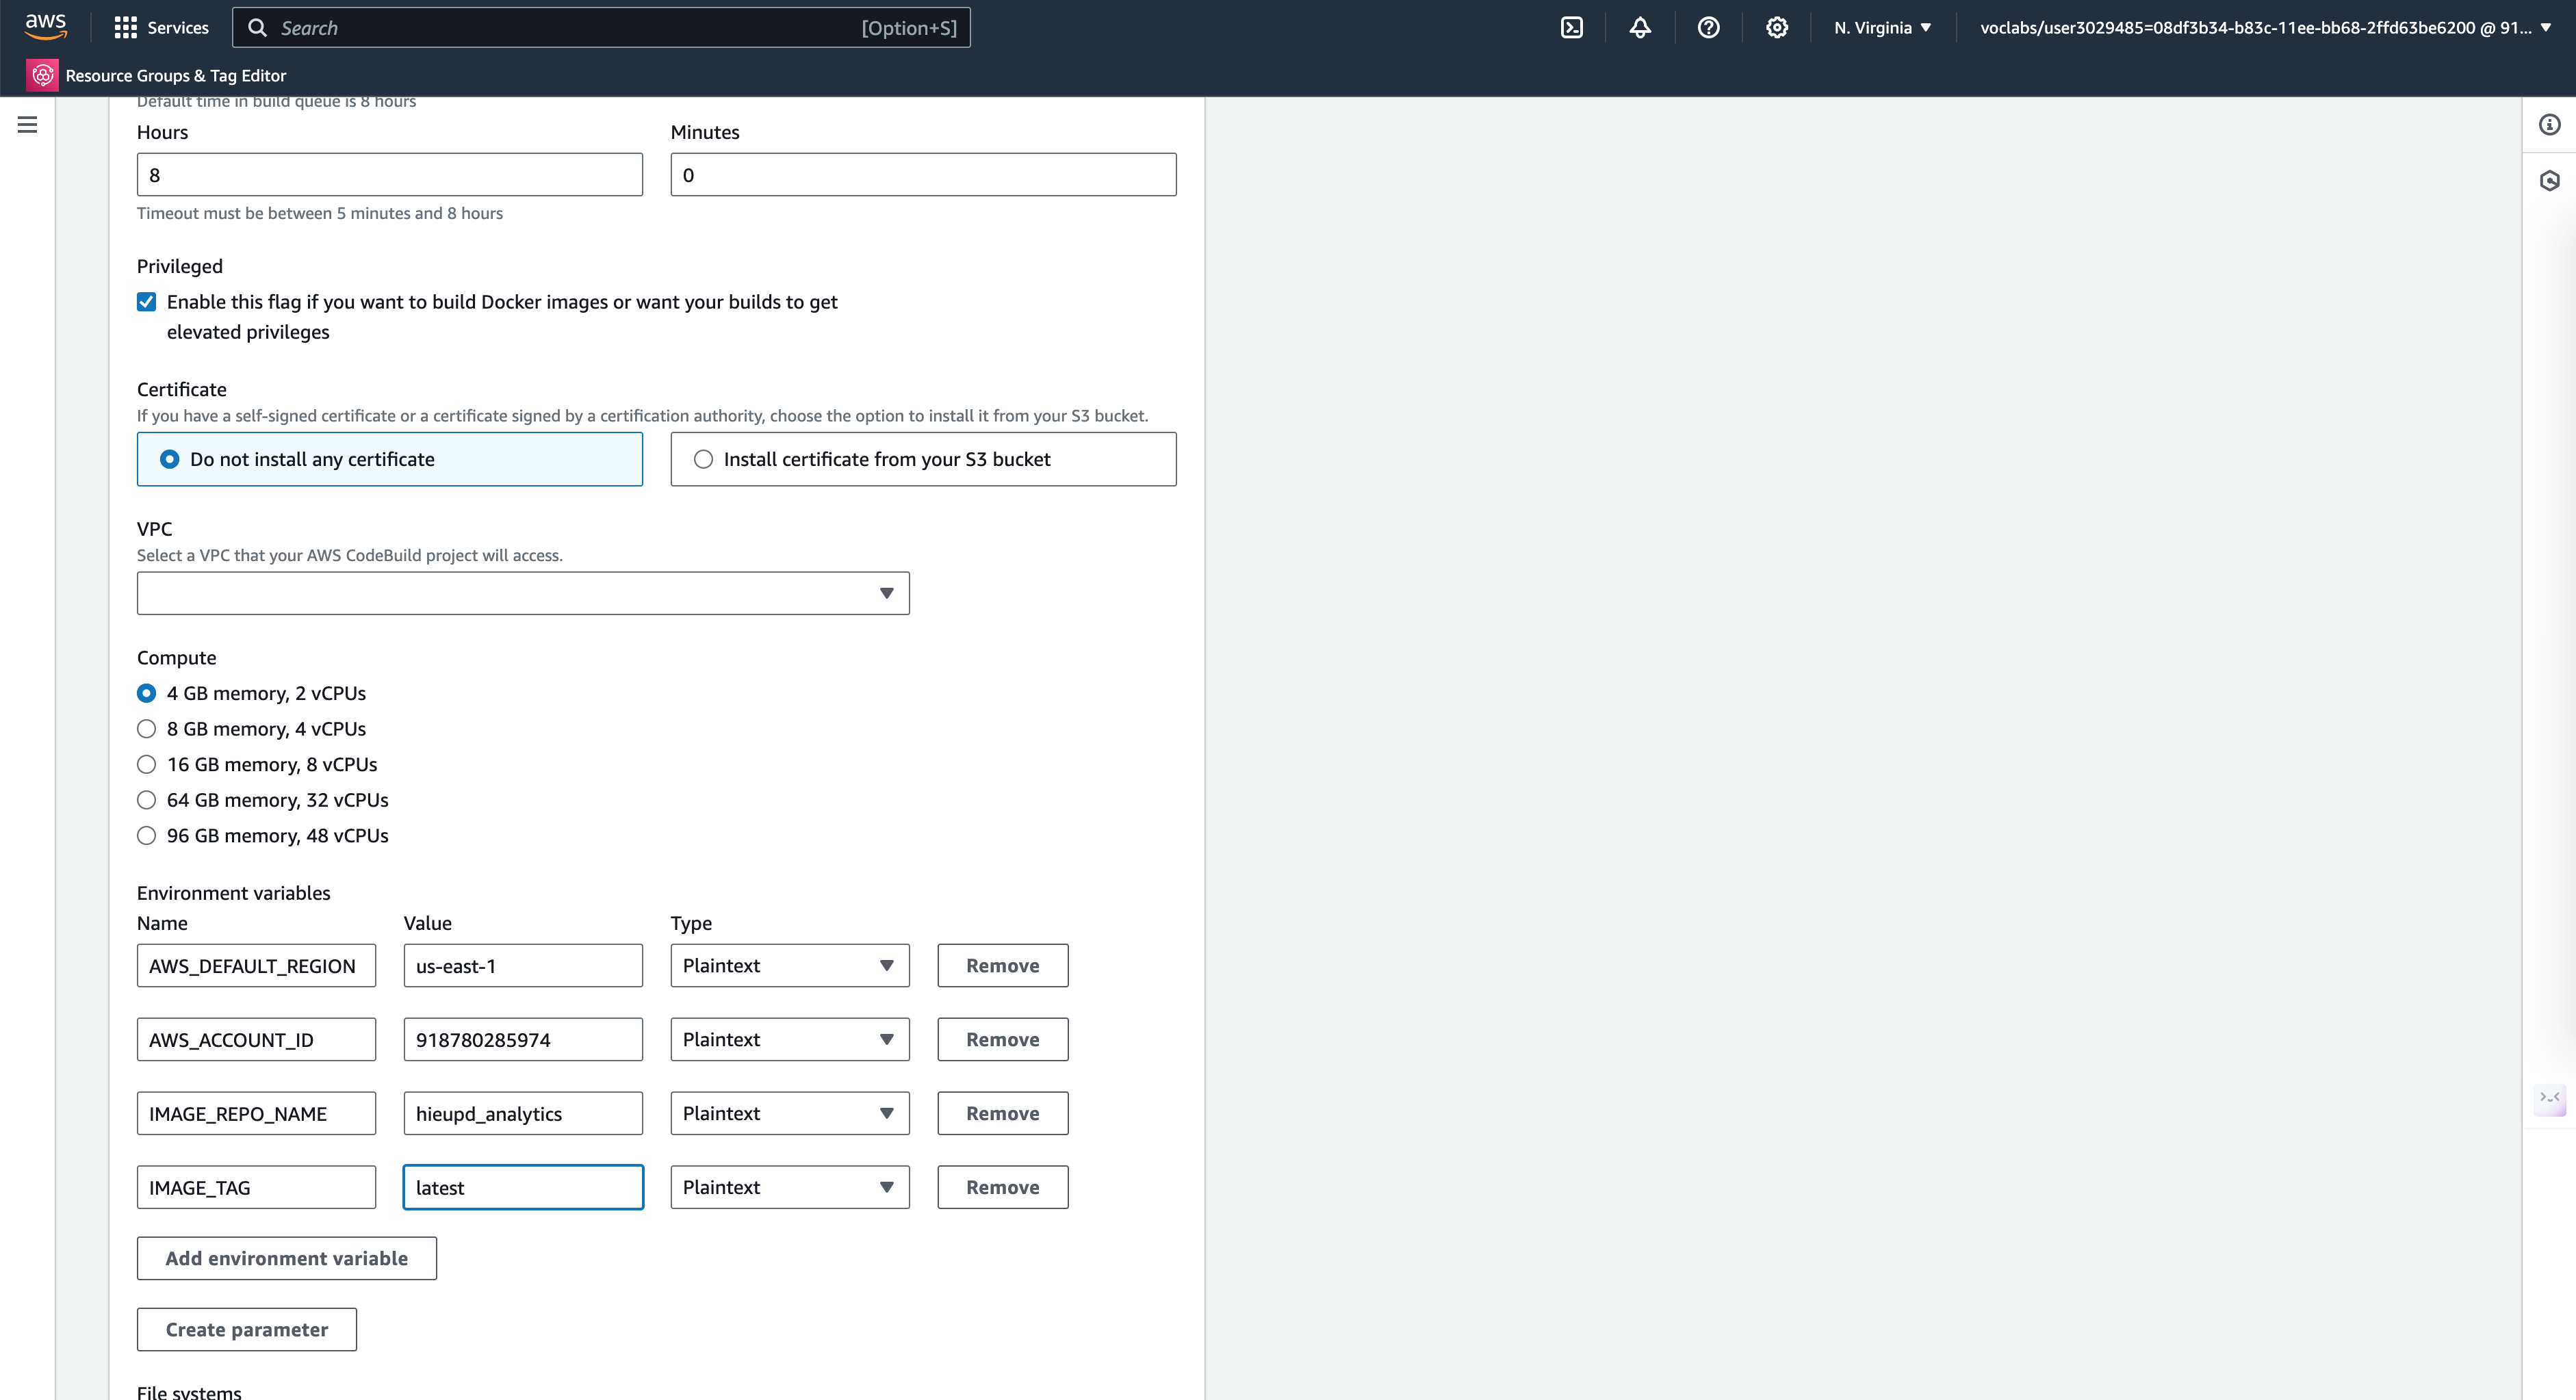 aws
Services
Search
[Option+S]
N. Virginia
voclabs/user3029485=08df3b34-b83c-11ee-bb68-2ffd63be6200 @ 91...
Resource Groups & Tag Editor
Default time in build queue is 8 hours
Hours
Minutes
8
0
Timeout must be between 5 minutes and 8 hours
Privileged
Enable this flag if you want to build Docker images or want your builds to get
elevated privileges
Certificate
If you have a self-signed certificate or a certificate signed by a certification authority, choose the option to install it from your S3 bucket.
Do not install any certificate
Install certificate from your S3 bucket
VPC
Select a VPC that your AWS CodeBuild project will access.
Compute
4 GB memory, 2 vCPUs
8 GB memory, 4 vCPUs
16 GB memory, 8 vCPUs
64 GB memory, 32 vCPUs
96 GB memory, 48 vCPUs
Environment variables
Name
Value
Type
AWS_DEFAULT_REGION
us-east-1
Plaintext
Remove
AWS_ACCOUNT_ID
918780285974
Plaintext
Remove
IMAGE_REPO_NAME
hieupd_analytics
Plaintext
Remove
IMAGE_TAG
latest
Plaintext
Remove
Add environment variable
Create parameter
File systems